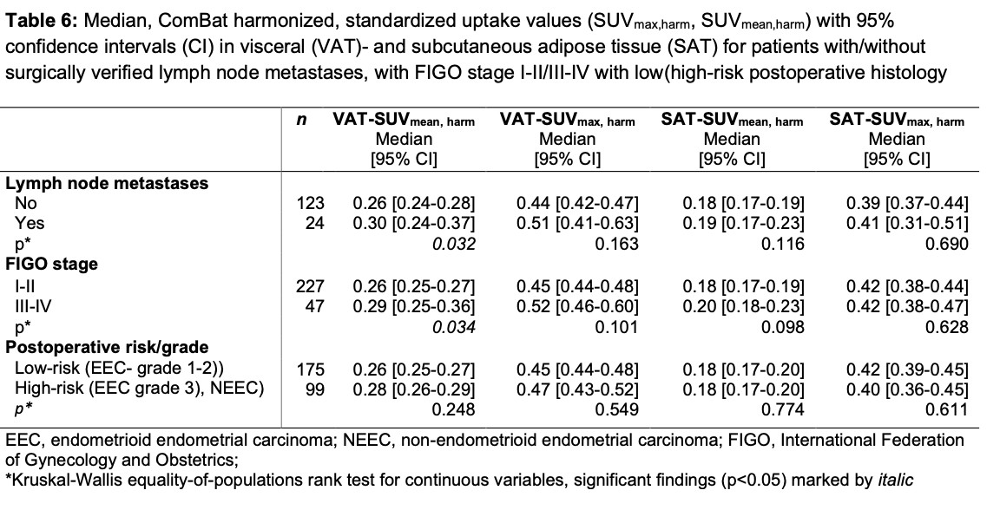 Table 6: Median, ComBat harmonized, standardized uptake values (SUVmax,harm, SUVmean,harm) with 95%
confidence intervals (CI) in visceral (VAT)- and subcutaneous adipose tissue (SAT) for patients with/without
surgically verified lymph node metastases, with FIGO stage I-II/III-IV with low(high-risk postoperative histology
n VAT-SUVmean, harm VAT-SUVmax, harm SAT-SUVmean, harm SAT-SUVmax, harm
Median Median Median Median
[95% CI] [95% CI] [95% CI] [95% CI]
Lymph node metastases
No 123 0.26 [0.24-0.28] 0.44 [0.42-0.47] 0.18 [0.17-0.19] 0.39 [0.37-0.44]
Yes 24 0.30 [0.24-0.37] 0.51 [0.41-0.63] 0.19 [0.17-0.23] 0.41 [0.31-0.51]
p* 0.032 0.163 0.116 0.690
FIGO stage
I-II 227 0.26 [0.25-0.27] 0.45 [0.44-0.48] 0.18 [0.17-0.19] 0.42 [0.38-0.44]
III-IV 47 0.29 [0.25-0.36] 0.52 [0.46-0.60] 0.20 [0.18-0.23] 0.42 [0.38-0.47]
p* 0.034 0.101 0.098 0.628
Postoperative risk/grade
Low-risk (EEC- grade 1-2)) 175 0.26 [0.25-0.27] 0.45 [0.44-0.48] 0.18 [0.17-0.20] 0.42 [0.39-0.45]
High-risk (EEC grade 3), NEEC) 99 0.28 [0.26-0.29] 0.47 [0.43-0.52] 0.18 [0.17-0.20] 0.40 [0.36-0.45]
p* 0.248 0.549 0.774 0.611
EEC, endometrioid endometrial carcinoma; NEEC, non-endometrioid endometrial carcinoma; FIGO, International Federation
of Gynecology and Obstetrics;
*Kruskal-Wallis equality-of-populations rank test for continuous variables, significant findings (p<0.05) marked by italic